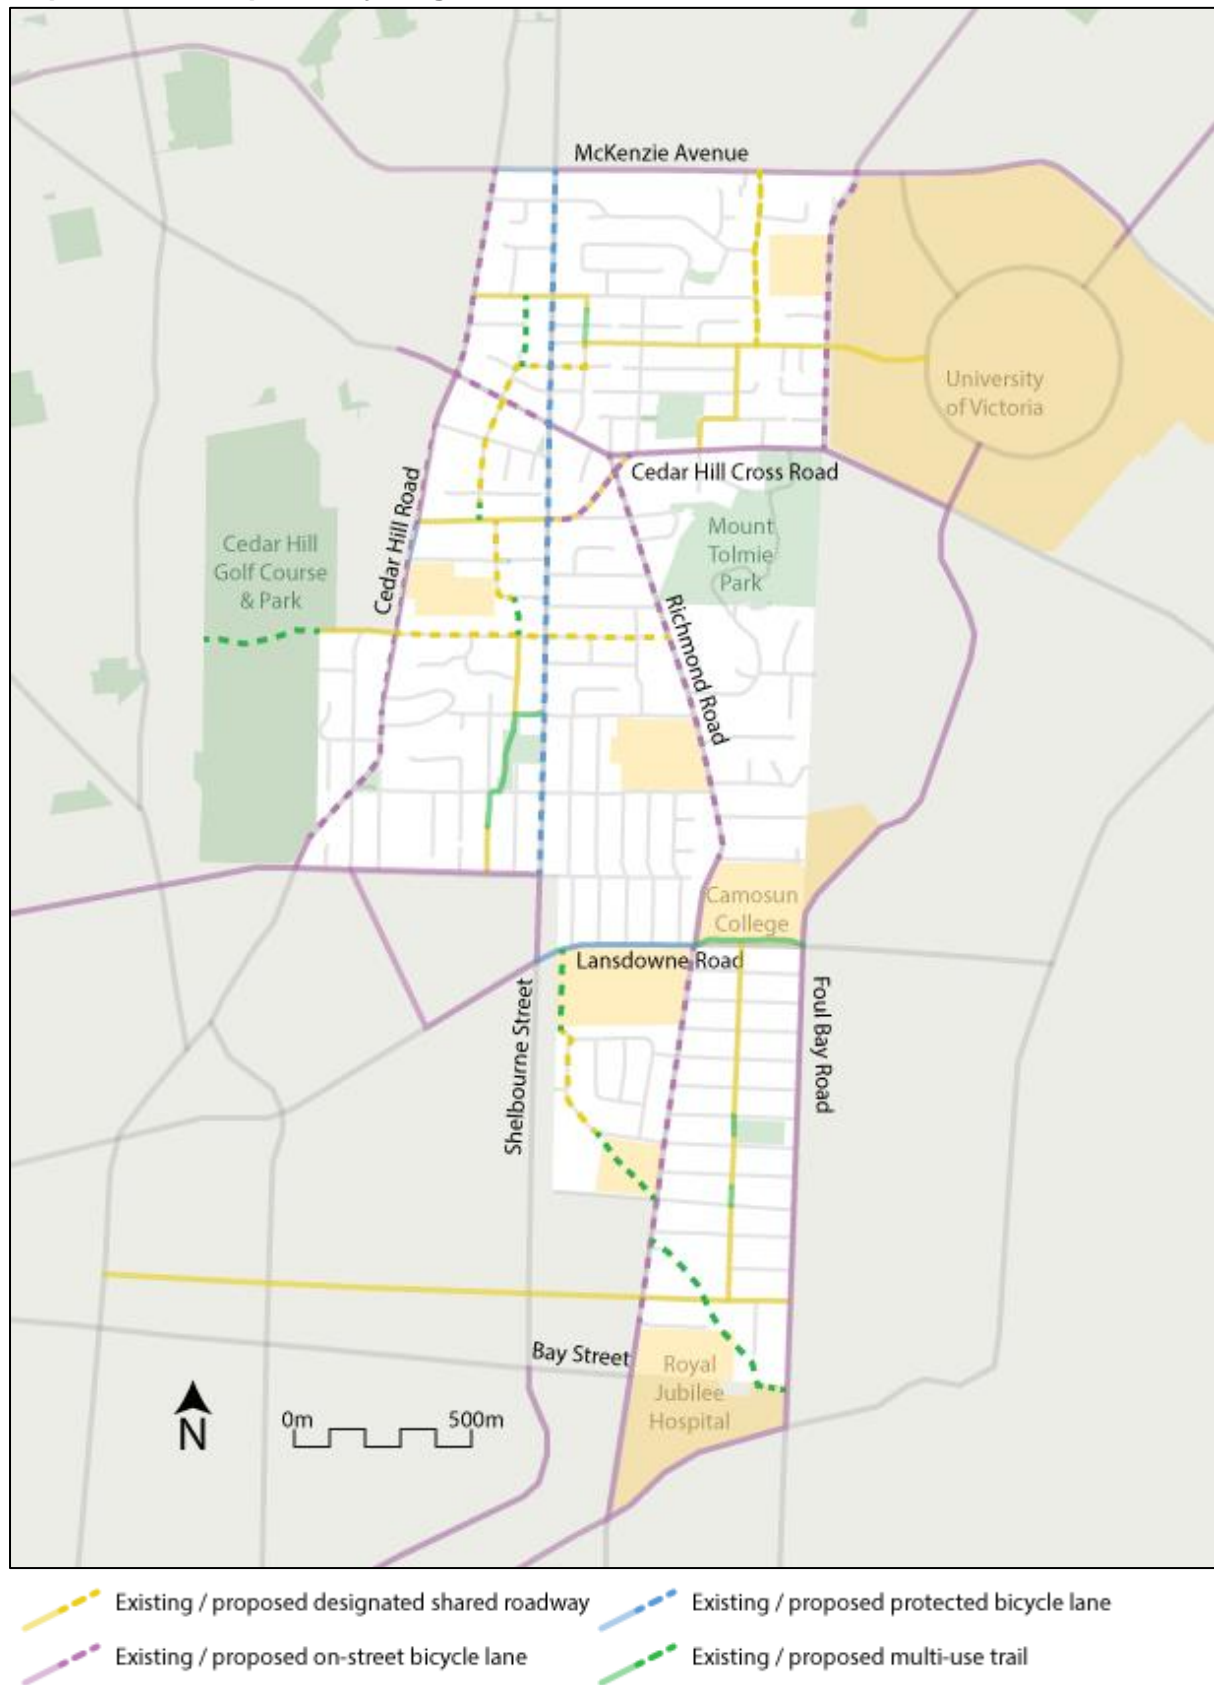 McKenzie Avenue
University
of Victoria
Cedar Hill Cross Road
Cedar Hill Road
Mount
Tolmie
Park
Cedar Hill
Golf Course
& Park
Richmond Road
Camosun
College
Lansdowne Road
Shelbourne Street
Foul Bay Road
Bay Street
Royal
Jubilee
Hospital
N
0m 500m
Existing / proposed designated shared roadway
Existing / proposed protected bicycle lane
Existing / proposed on-street bicycle lane
Existing / proposed multi-use trail